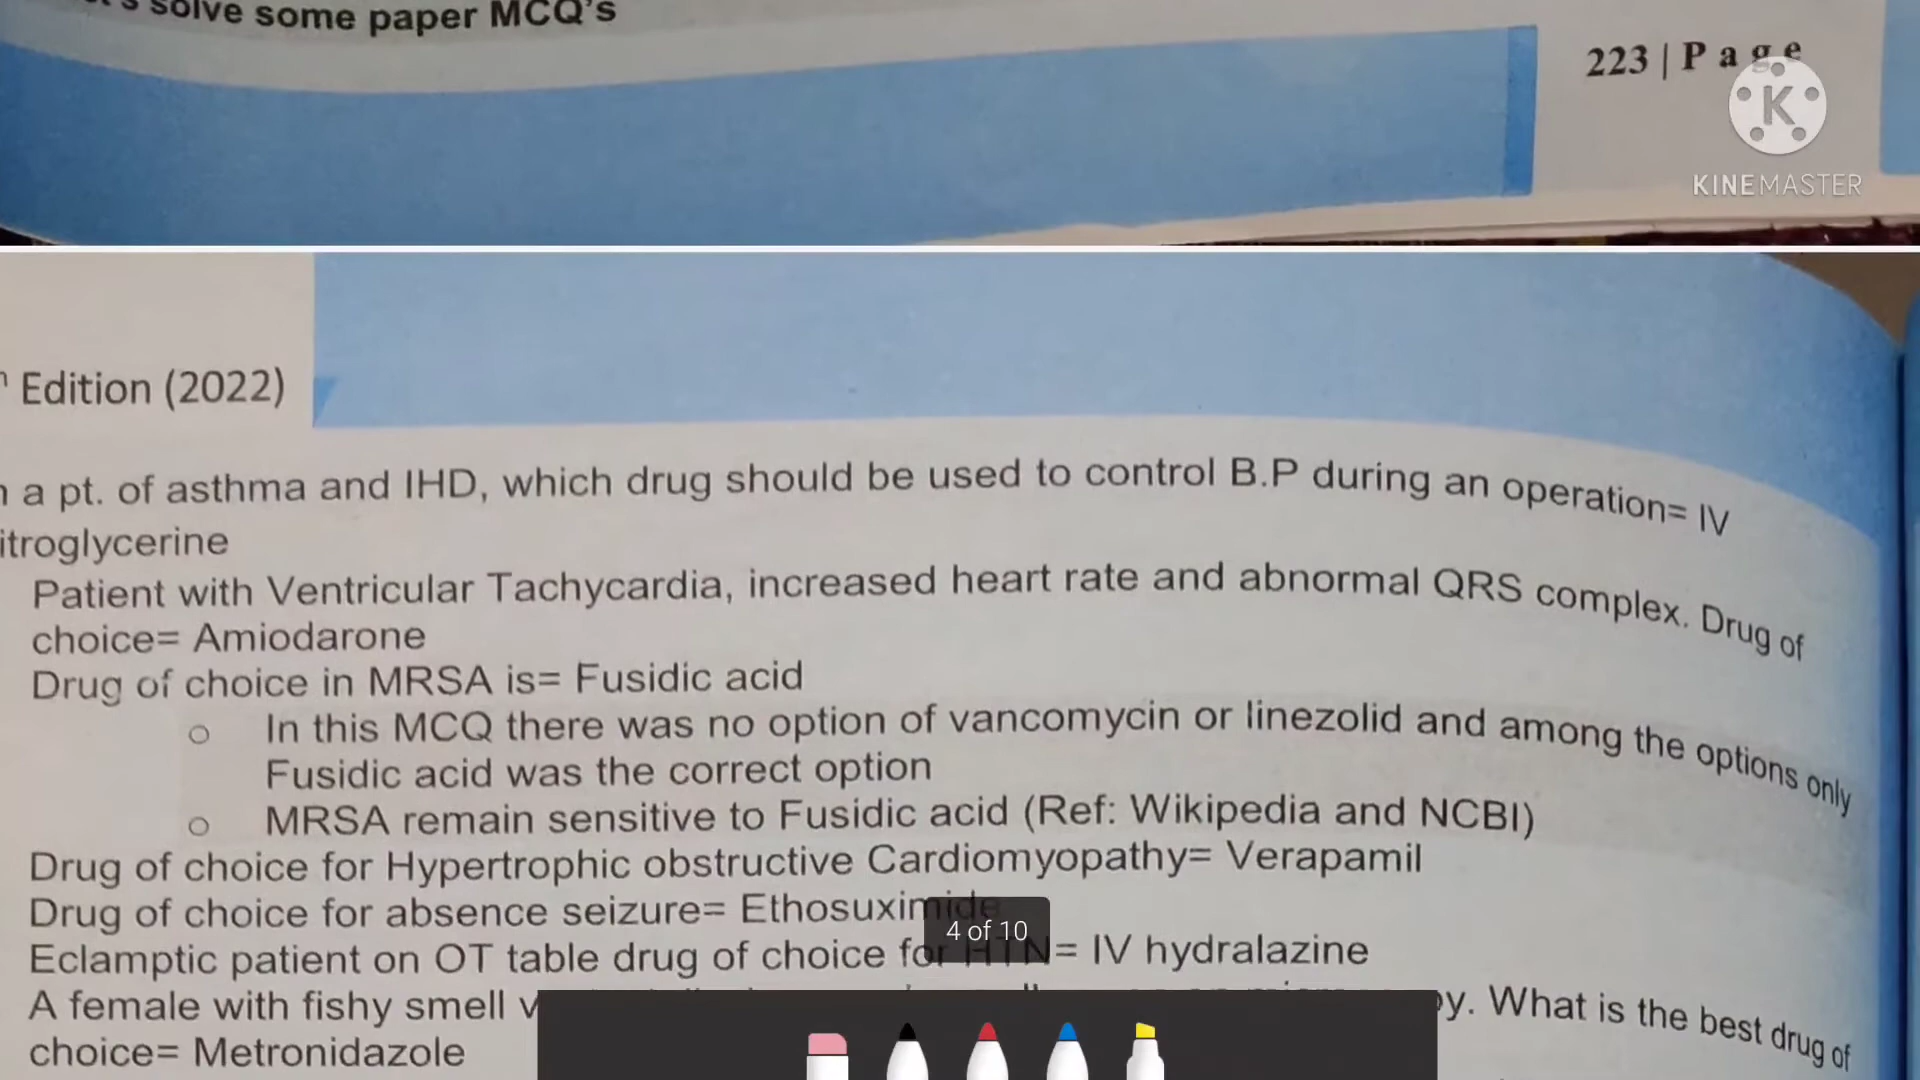 solve some paper MCQ's
223 | P a g e
KINEMASTER
Edition (2022)
a pt. of asthma and IHD, which drug should be used to control B.P during an operation= IV
itroglycerine
Patient with Ventricular Tachycardia, increased heart rate and abnormal QRS complex. Drug of
choice= Amiodarone
Drug of choice in MRSA is= Fusidic acid
o In this MCQ there was no option of vancomycin or linezolid and among the options only
Fusidic acid was the correct option
o MRSA remain sensitive to Fusidic acid (Ref: Wikipedia and NCBI)
Drug of choice for Hypertrophic obstructive Cardiomyopathy= Verapamil
Drug of choice for absence seizure= Ethosuximide
4 of 10
Eclamptic patient on OT table drug of choice for HTN= IV hydralazine
A female with fishy smell What is the best drug of
choice= Metronidazole